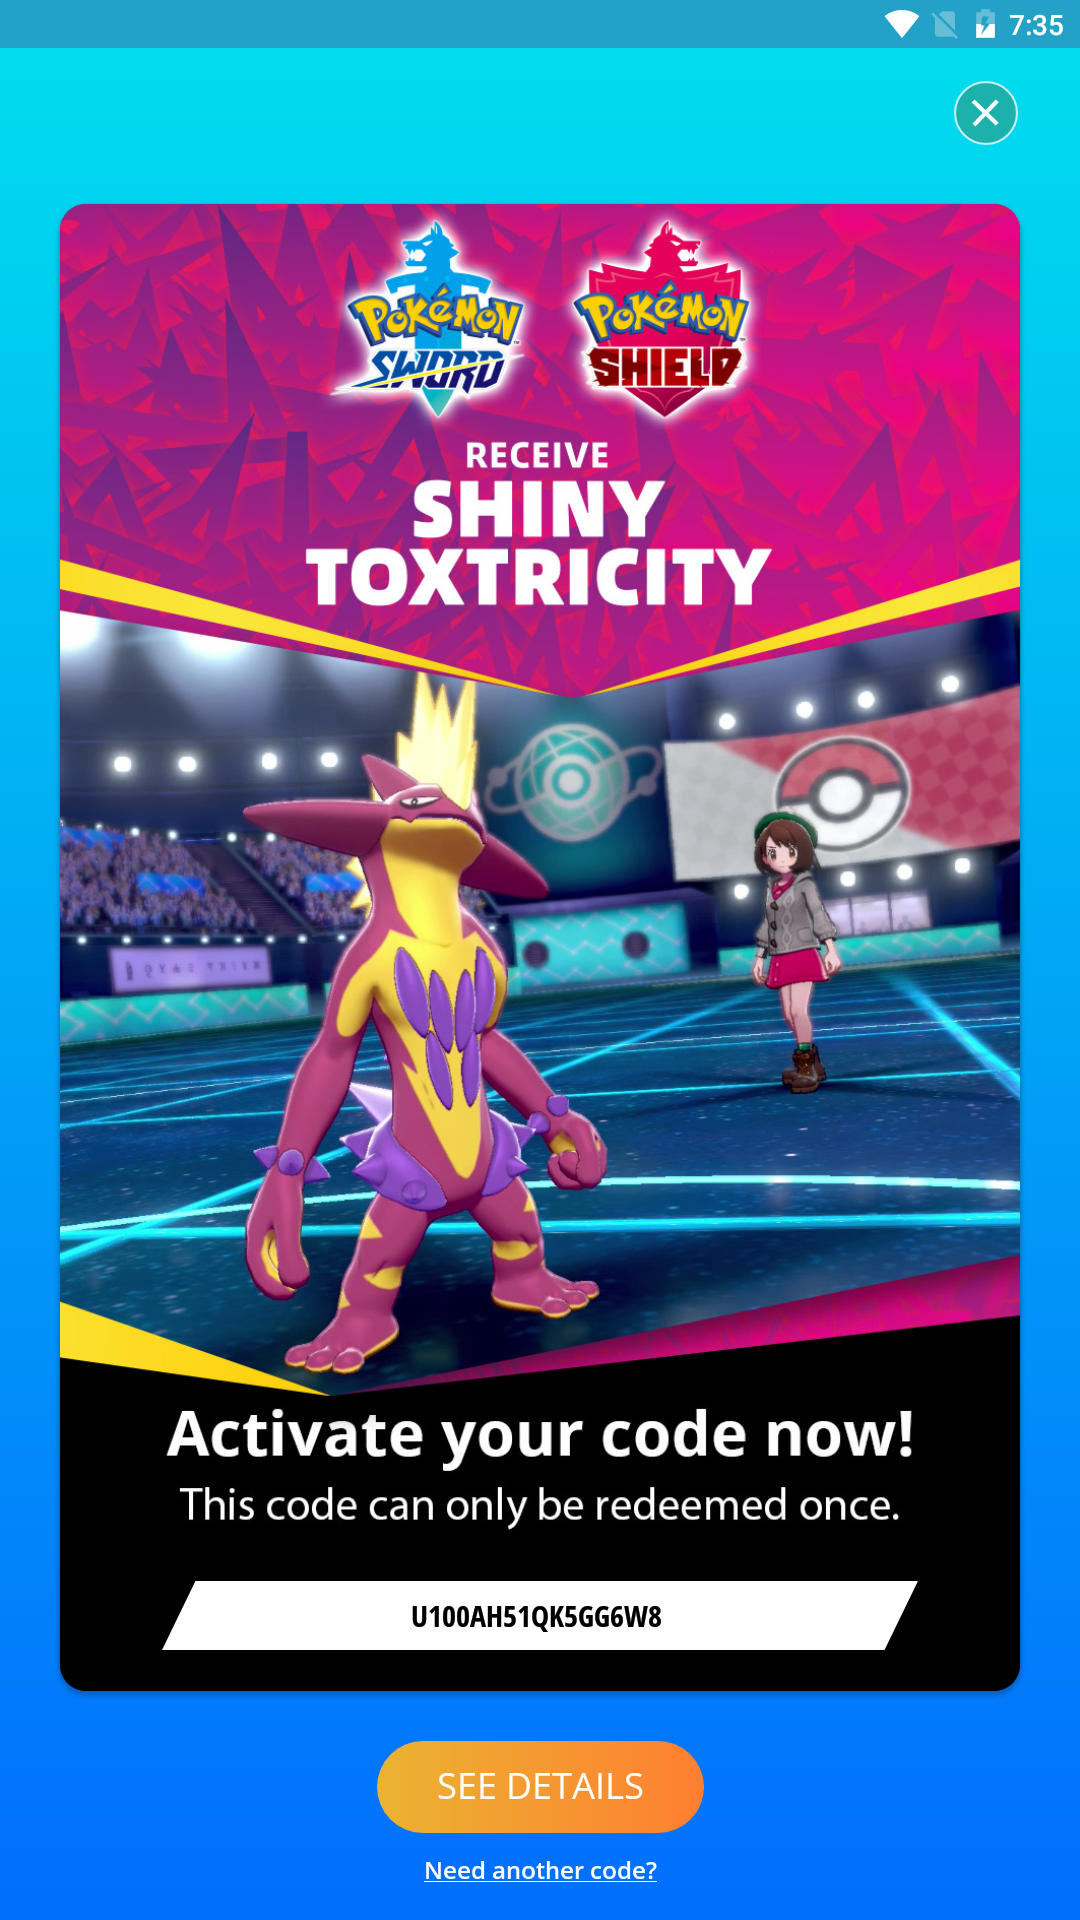 7:35
POKÉMON POKÉMON
SWORD SHIELD
RECEIVE
SHINY
TOXTRICITY
Activate your code now!
This code can only be redeemed once.
U100AH51QK5GG6W8
SEE DETAILS
Need another code?